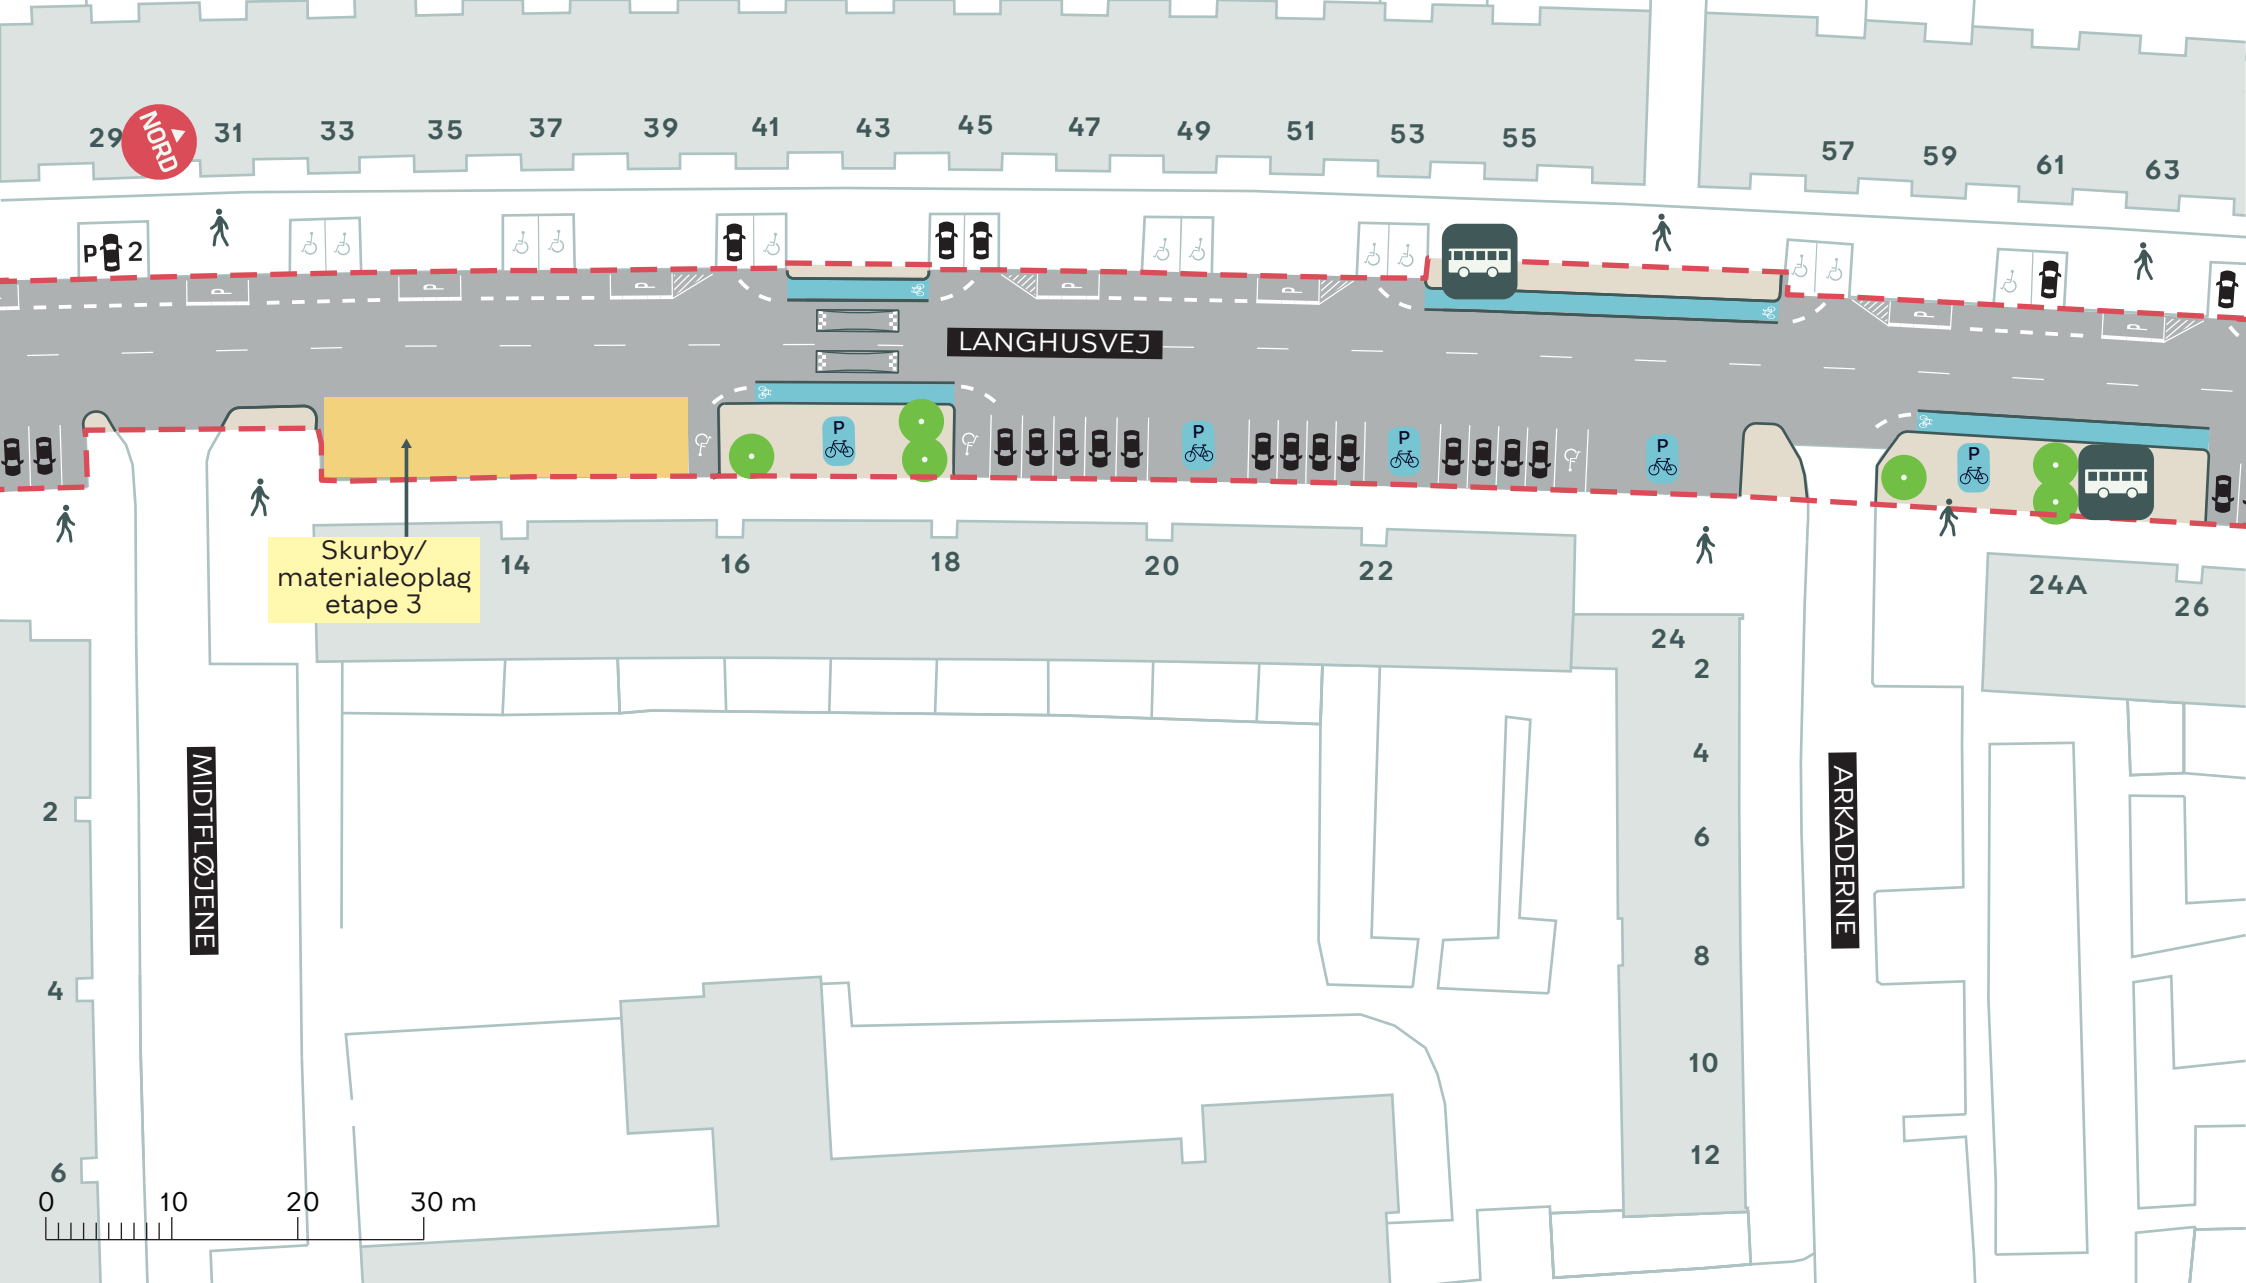 29
NORD
31
33
35
37
39
41
43
45
47
49
51
53
55
57
59
61
63
P 2
P
P
P
P
P
P
P
LANGHUSVEJ
P
P
P
P
P
Skurby/
materialeoplag
etape 3
14
16
18
20
22
24
24A
26
2
4
6
8
10
12
MIDTFLØJENE
ARKADERNE
2
4
6
0 10 20 30 m